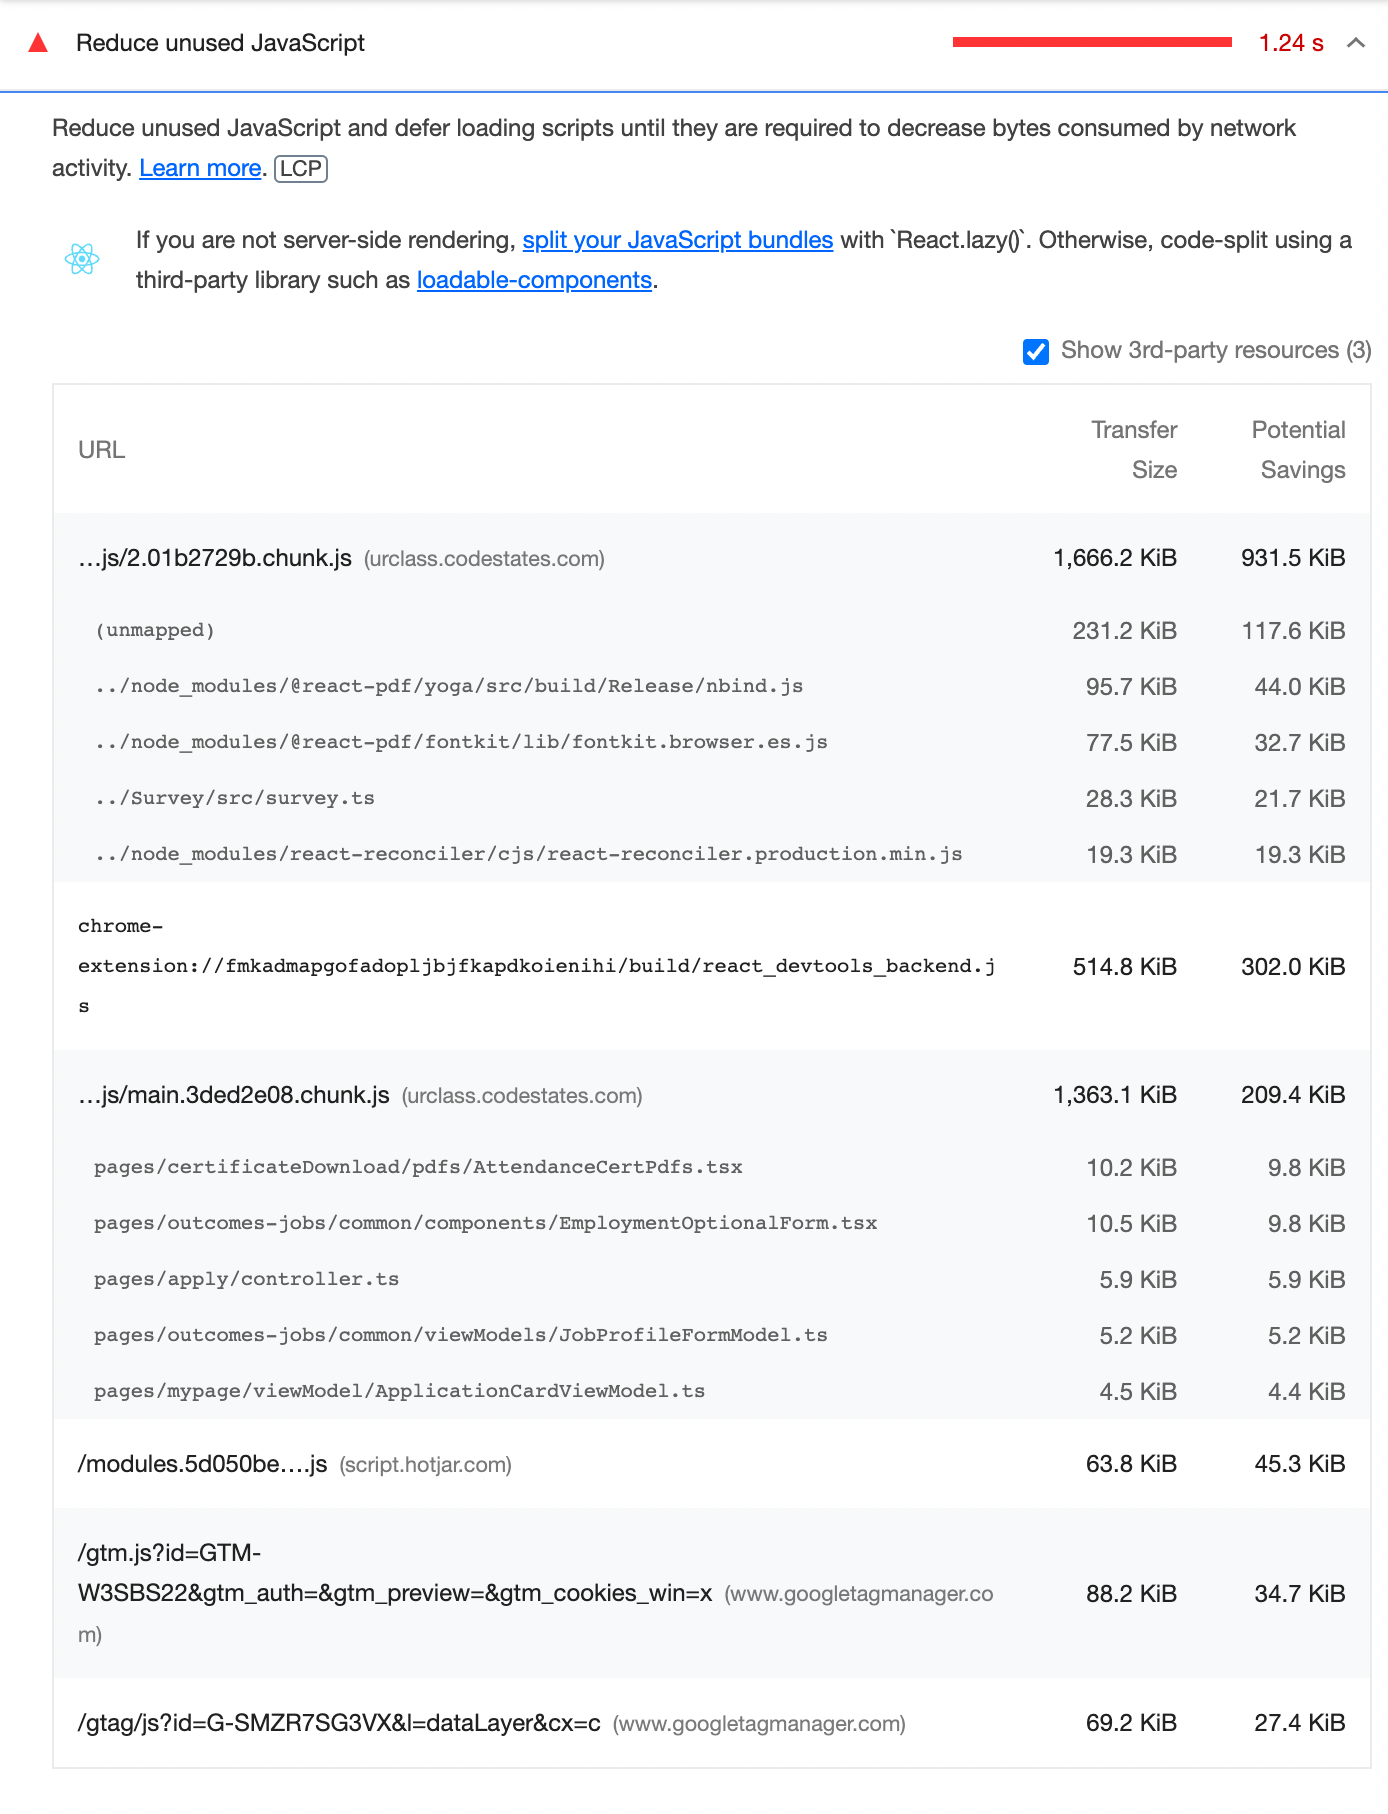 Reduce unused JavaScript 1.24 s
Reduce unused JavaScript and defer loading scripts until they are required to decrease bytes consumed by network
activity. Learn more. LCP
If you are not server-side rendering, split your JavaScript bundles with `React.lazy()`. Otherwise, code-split using a
third-party library such as loadable-components.
Show 3rd-party resources (3)
URL Transfer Size Potential Savings
…js/2.01b2729b.chunk.js (urclass.codestates.com) 1,666.2 KiB 931.5 KiB
(unmapped) 231.2 KiB 117.6 KiB
../node_modules/@react-pdf/yoga/src/build/Release/nbind.js 95.7 KiB 44.0 KiB
../node_modules/@react-pdf/fontkit/lib/fontkit.browser.es.js 77.5 KiB 32.7 KiB
../Survey/src/survey.ts 28.3 KiB 21.7 KiB
../node_modules/react-reconciler/cjs/react-reconciler.production.min.js 19.3 KiB 19.3 KiB
chrome-
extension://fmkadmapgofadopljbjfkapdkoienihi/build/react_devtools_backend.j 514.8 KiB 302.0 KiB
s
…js/main.3ded2e08.chunk.js (urclass.codestates.com) 1,363.1 KiB 209.4 KiB
pages/certificateDownload/pdfs/AttendanceCertPdfs.tsx 10.2 KiB 9.8 KiB
pages/outcomes-jobs/common/components/EmploymentOptionalForm.tsx 10.5 KiB 9.8 KiB
pages/apply/controller.ts 5.9 KiB 5.9 KiB
pages/outcomes-jobs/common/viewModels/JobProfileFormModel.ts 5.2 KiB 5.2 KiB
pages/mypage/viewModel/ApplicationCardViewModel.ts 4.5 KiB 4.4 KiB
/modules.5d050be….js (script.hotjar.com) 63.8 KiB 45.3 KiB
/gtm.js?id=GTM-
W3SBS22&gtm_auth=&gtm_preview=&gtm_cookies_win=x (www.googletagmanager.co 88.2 KiB 34.7 KiB
m)
/gtag/js?id=G-SMZR7SG3VX&l=dataLayer&cx=c (www.googletagmanager.com) 69.2 KiB 27.4 KiB